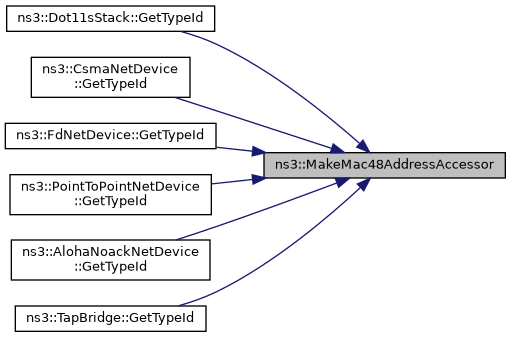 ns3::Dot11sStack::GetTypeId
ns3::CsmaNetDevice
::GetTypeId
ns3::FdNetDevice::GetTypeId
ns3::MakeMac48AddressAccessor
ns3::PointToPointNetDevice
::GetTypeId
ns3::AlohaNoackNetDevice
::GetTypeId
ns3::TapBridge::GetTypeId